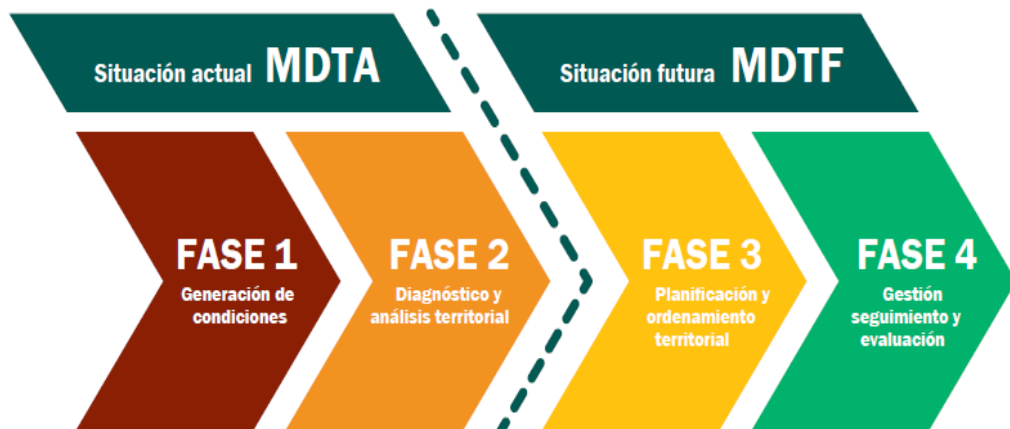 Situación actual MDTA
Situación futura MDTF
FASE 1
Generación de
condiciones
FASE 2
Diagnóstico y
análisis territorial
FASE 3
Planificación y
ordenamiento
territorial
FASE 4
Gestión
seguimiento y
evaluación